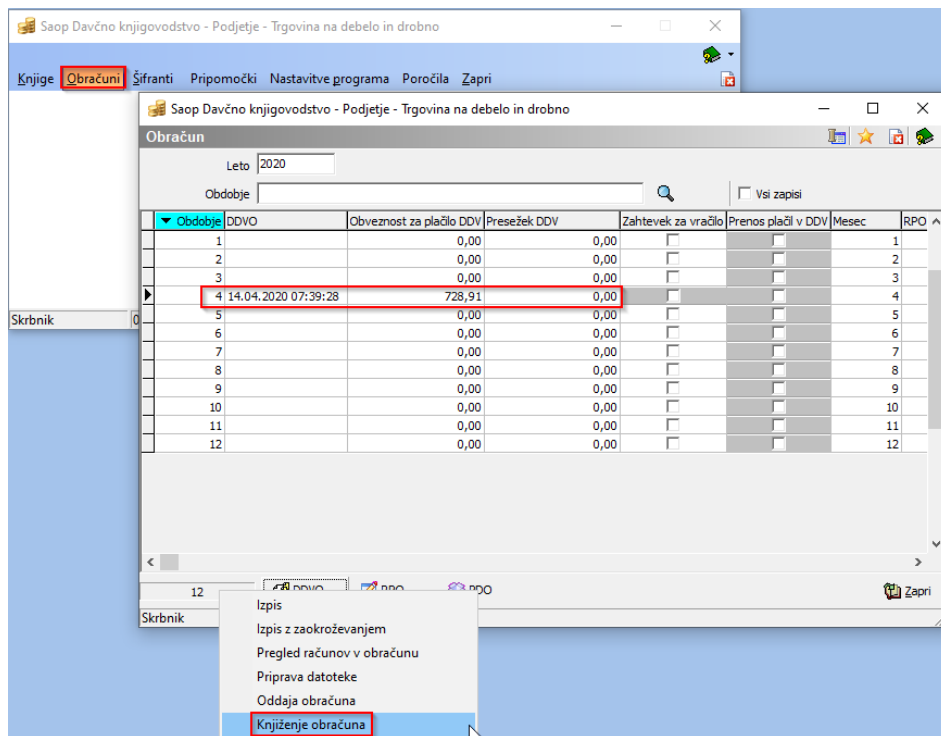 Saop Davčno knjigovodstvo - Podjetje - Trgovina na debelo in drobno
Knjige Obračuni Šifranti Pripomočki Nastavitve programa Poročila Zapri
Saop Davčno knjigovodstvo - Podjetje - Trgovina na debelo in drobno
Obračun
Leto 2020
Obdobje Vsi zapisi
Obdobje DDVO Obveznost za plačilo DDV Presežek DDV Zahtevek za vračilo Prenos plačil v DDV Mesec RPO
1 0,00 0,00 1
2 0,00 0,00 2
3 0,00 0,00 3
4 14.04.2020 07:39:28 728,91 0,00 4
5 0,00 0,00 5
6 0,00 0,00 6
7 0,00 0,00 7
8 0,00 0,00 8
9 0,00 0,00 9
10 0,00 0,00 10
11 0,00 0,00 11
12 0,00 0,00 12
Skrbnik 0
12 DDVO RPO PDO Zapri
Skrbnik
Izpis
Izpis z zaokroževanjem
Pregled računov v obračunu
Priprava datoteke
Oddaja obračuna
Knjiženje obračuna